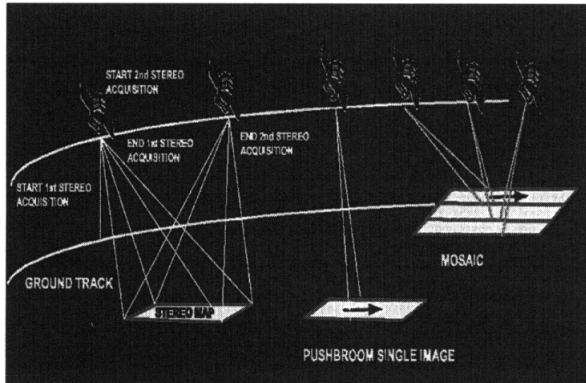 START 2nd STEREO
ACQUISITION
END 1st STEREO
ACQUISITION
END 2nd STEREO
ACQUISITION
START 1st STEREO
ACQUISITION
GROUND TRACK
STEREO MAP
MOSAIC
PUSHBROOM SINGLE IMAGE